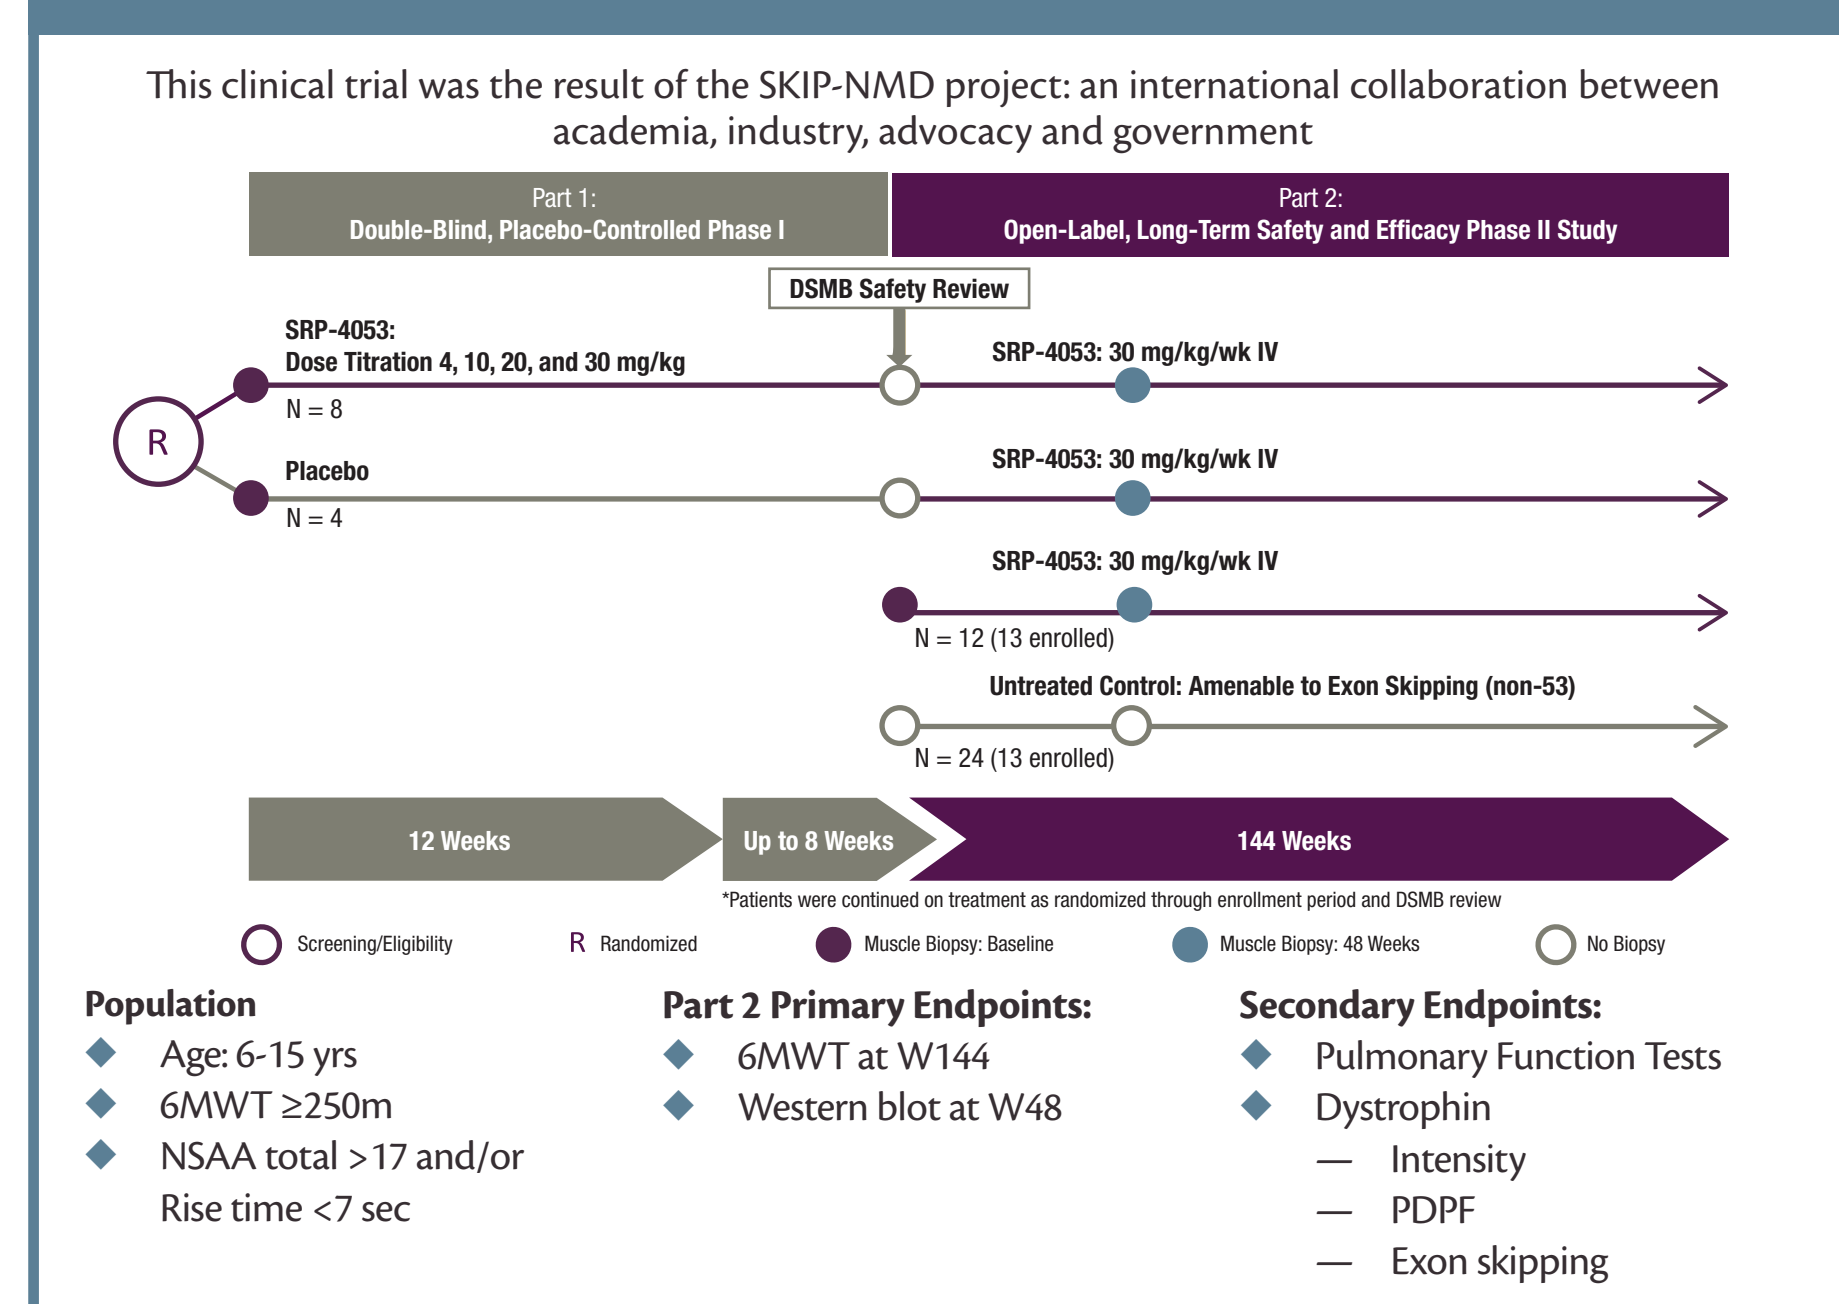 This clinical trial was the result of the SKIP-NMD project: an international collaboration between
academia, industry, advocacy and government
Part 1:
Double-Blind, Placebo-Controlled Phase I
Part 2:
Open-Label, Long-Term Safety and Efficacy Phase II Study
DSMB Safety Review
SRP-4053:
Dose Titration 4, 10, 20, and 30 mg/kg
N = 8
SRP-4053: 30 mg/kg/wk IV
R
Placebo
N = 4
SRP-4053: 30 mg/kg/wk IV
SRP-4053: 30 mg/kg/wk IV
N = 12 (13 enrolled)
Untreated Control: Amenable to Exon Skipping (non-53)
N = 24 (13 enrolled)
12 Weeks
Up to 8 Weeks
144 Weeks
*Patients were continued on treatment as randomized through enrollment period and DSMB review
Screening/Eligibility
R Randomized
Muscle Biopsy: Baseline
Muscle Biopsy: 48 Weeks
No Biopsy
Population
Age: 6-15 yrs
6MWT ≥250m
NSAA total >17 and/or
Rise time <7 sec
Part 2 Primary Endpoints:
6MWT at W144
Western blot at W48
Secondary Endpoints:
Pulmonary Function Tests
Dystrophin
— Intensity
— PDPF
— Exon skipping